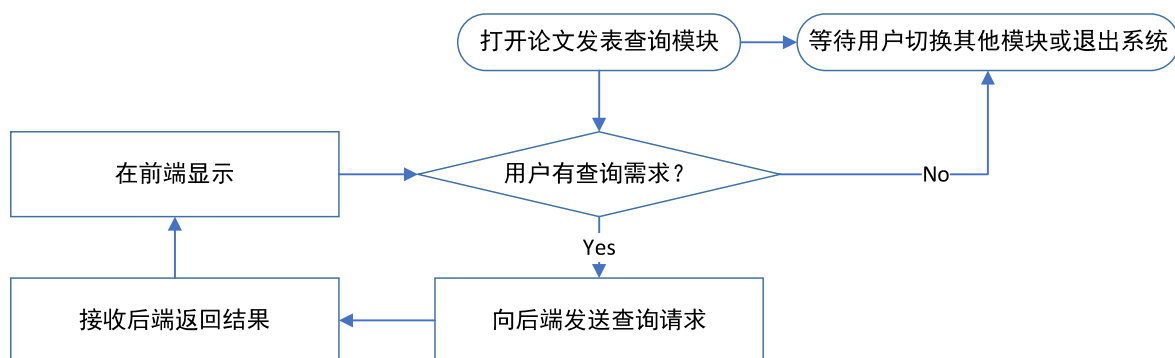 打开论文发表查询模块
等待用户切换其他模块或退出系统
在前端显示
用户有查询需求？
No
Yes
接收后端返回结果
向后端发送查询请求